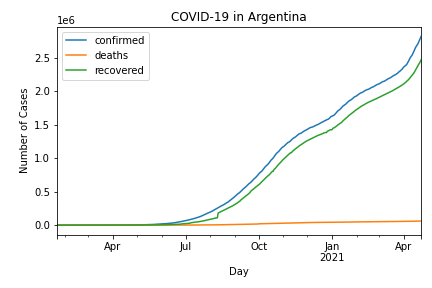 COVID-19 in Argentina
1e6
confirmed
deaths
recovered
2.5
2.0
1.5
1.0
0.5
0.0
Number of Cases
Apr
Jul
Oct
Jan
2021
Apr
Day